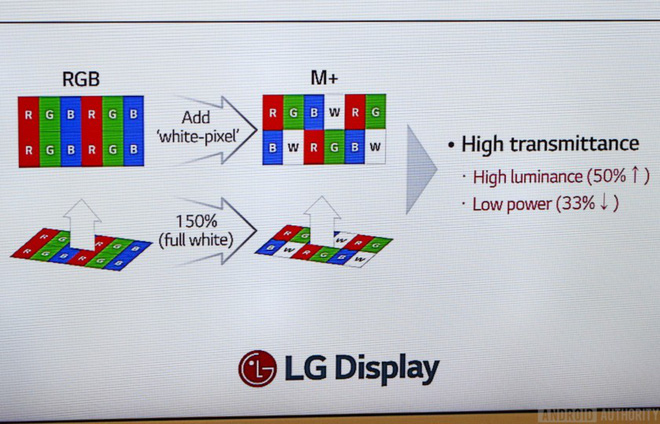 RGB
M+
R G B R G B
R G B R G B
Add
'white-pixel'
R G B W R G
B W R G B W
• High transmittance
· High luminance (50% ↑)
· Low power (33% ↓)
R G G B
R G B R G B
150%
(full white)
R W R G
B W R G B W
LG Display
ANDROID AUTHORITY